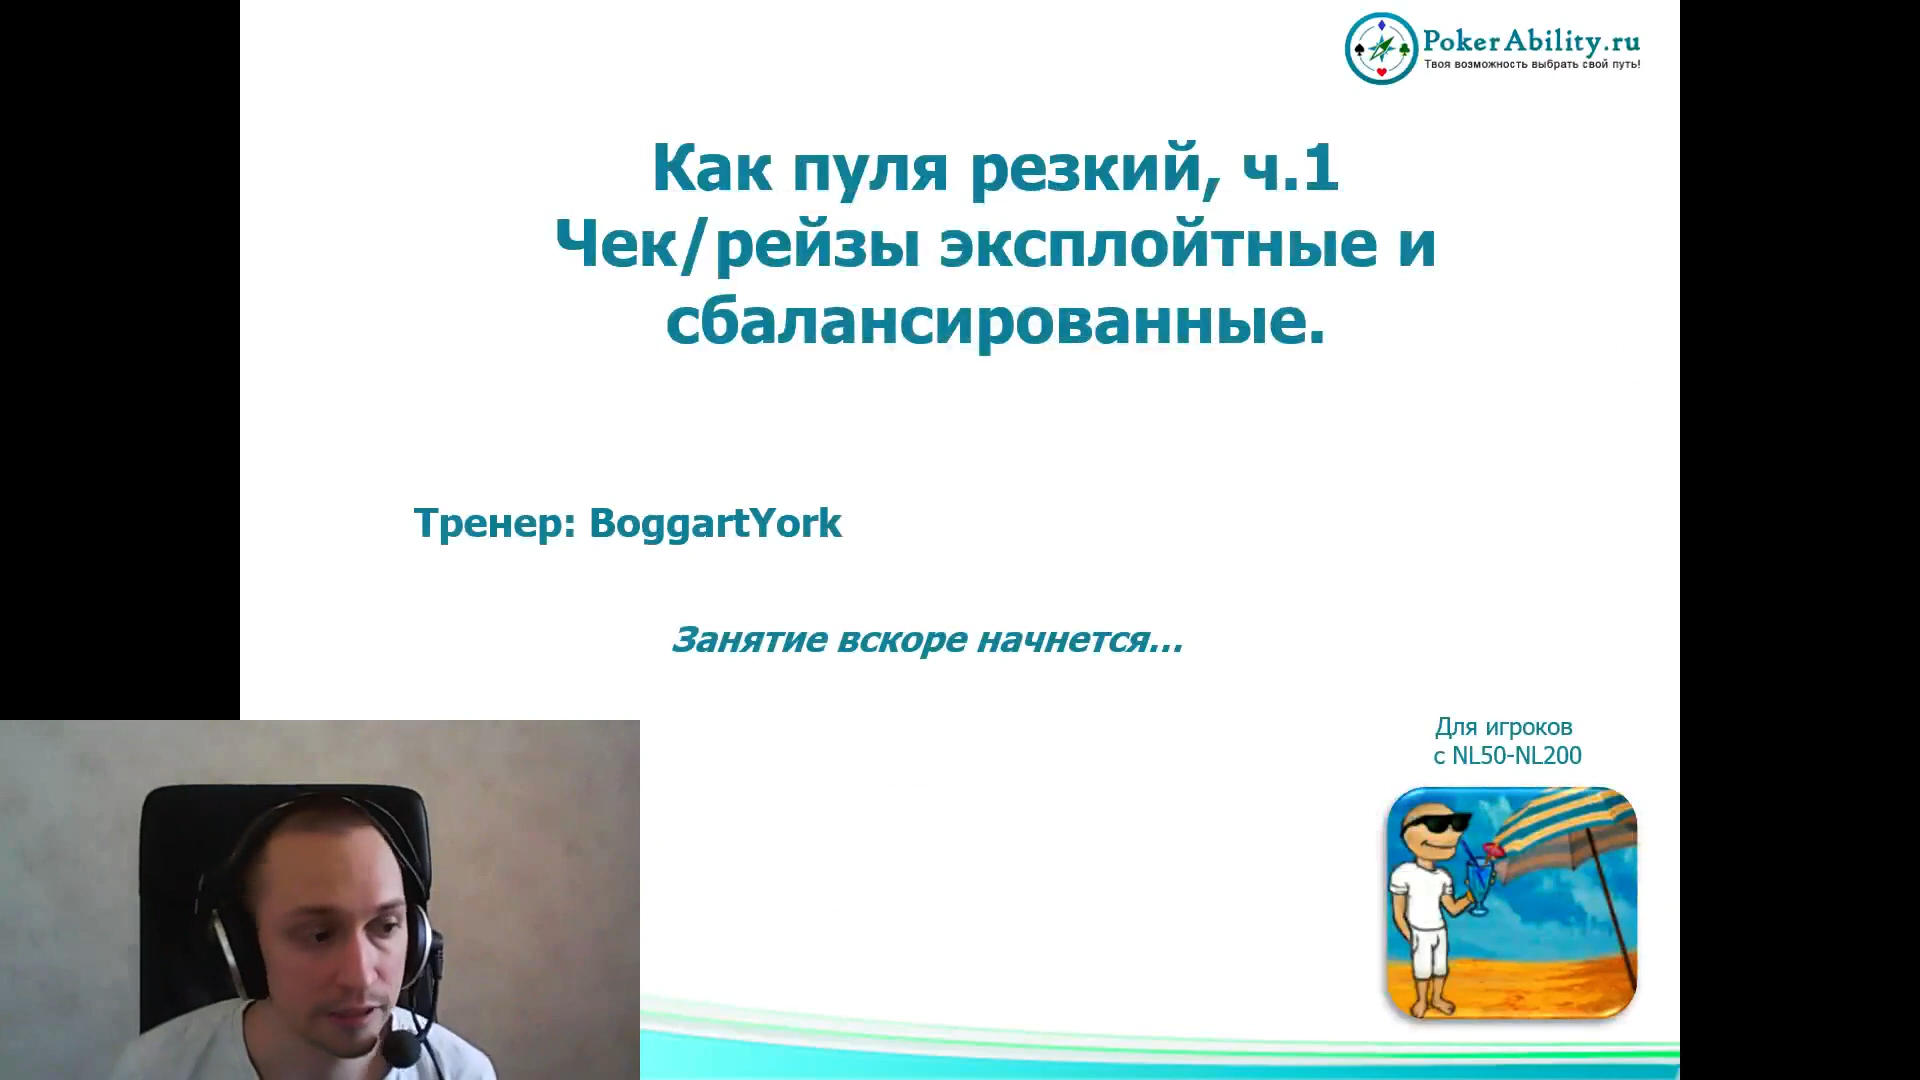 PokerAbility.ru
Твоя возможность выбрать свой путь!
Как пуля резкий, ч.1
Чек/рейзы эксплойтные и
сбалансированные.
Тренер: BoggartYork
Занятие вскоре начнется...
Для игроков
с NL50-NL200